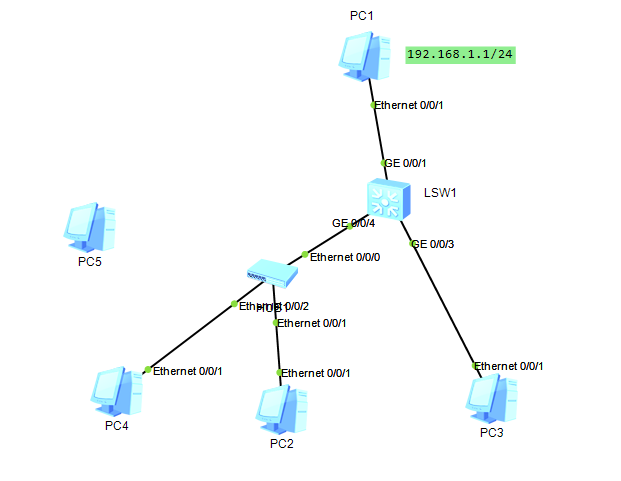 PC1
192.168.1.1/24
Ethernet 0/0/1
GE 0/0/1
LSW1
GE 0/0/4
GE 0/0/3
Ethernet 0/0/0
PC5
Ethernet 0/0/2
HUB1
Ethernet 0/0/1
Ethernet 0/0/1
Ethernet 0/0/1
Ethernet 0/0/1
PC4
PC2
PC3